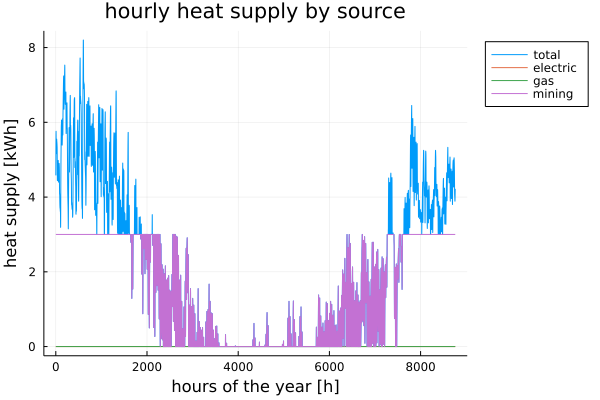 hourly heat supply by source
heat supply [kWh]
8
6
4
2
0
0 2000 4000 6000 8000
hours of the year [h]
total
electric
gas
mining